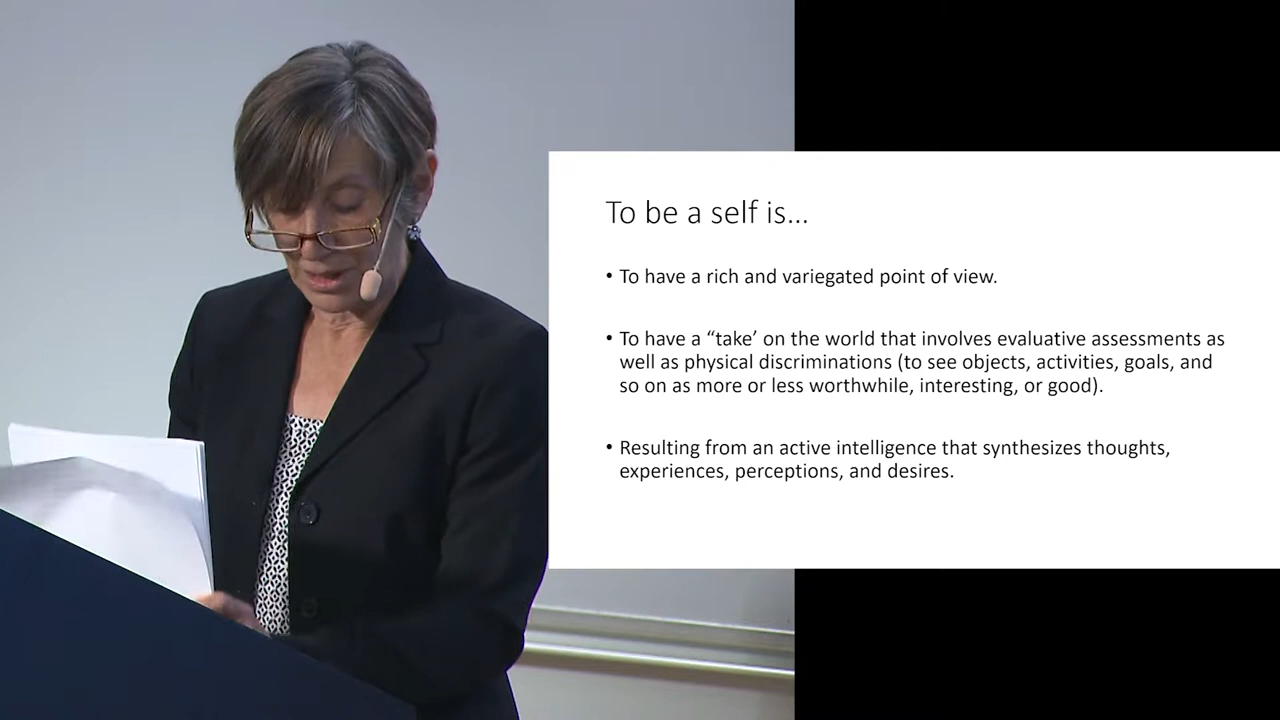 To be a self is...
• To have a rich and variegated point of view.
• To have a “take’ on the world that involves evaluative assessments as
well as physical discriminations (to see objects, activities, goals, and
so on as more or less worthwhile, interesting, or good).
• Resulting from an active intelligence that synthesizes thoughts,
experiences, perceptions, and desires.